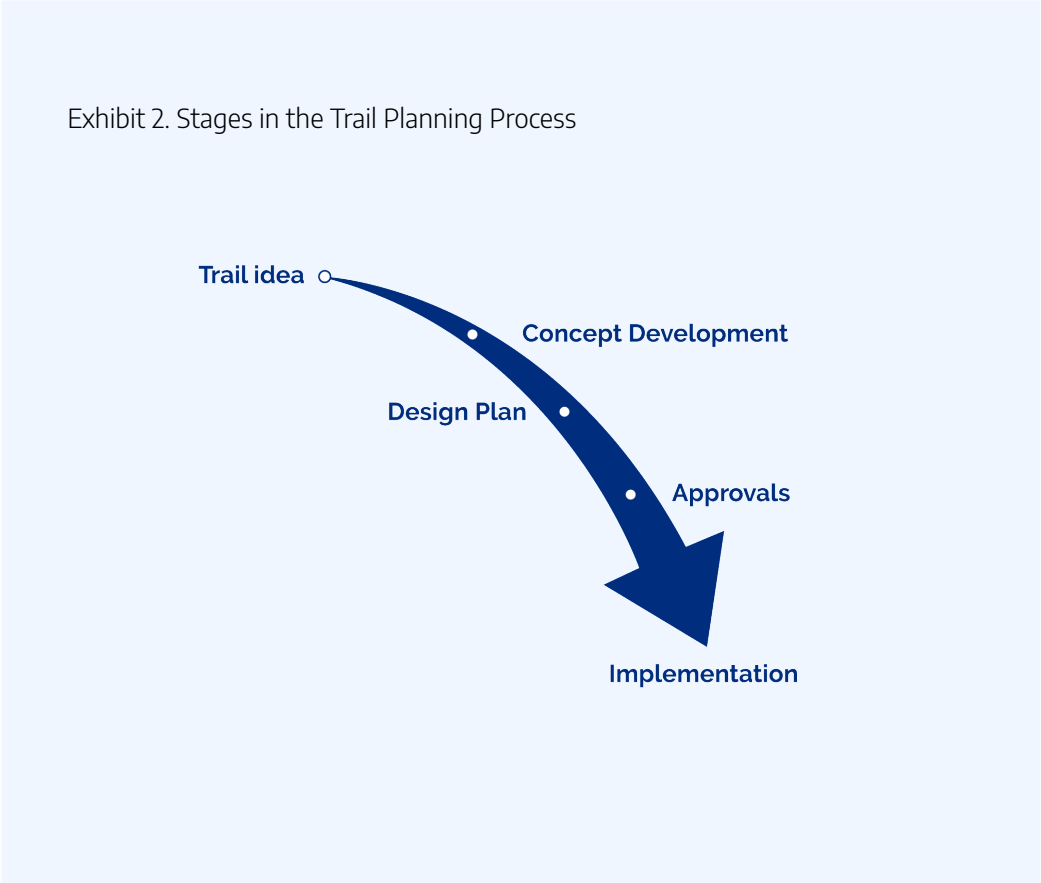 Exhibit 2. Stages in the Trail Planning Process
Trail idea
Concept Development
Design Plan
Approvals
Implementation